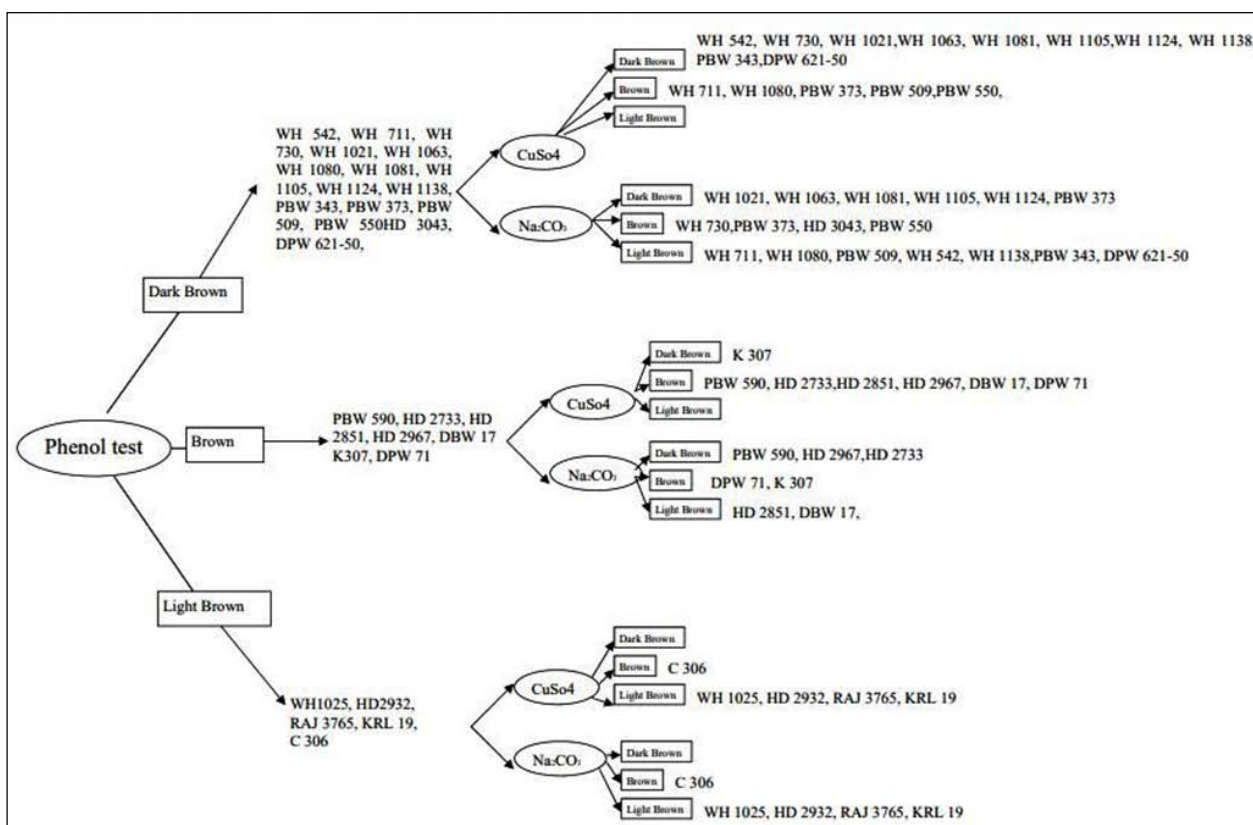 WH 542, WH 730, WH 1021,WH 1063, WH 1081, WH 1105,WH 1124, WH 1138
Dark Brown
PBW 343,DPW 621-50
Brown
WH 711, WH 1080, PBW 373, PBW 509,PBW 550,
Light Brown
CuSo4
WH 542, WH 711, WH
730, WH 1021, WH 1063,
WH 1080, WH 1081, WH
1105, WH 1124, WH 1138,
PBW 343, PBW 373, PBW
509, PBW 550HD 3043,
DPW 621-50,
Na₂CO₃
Dark Brown
WH 1021, WH 1063, WH 1081, WH 1105, WH 1124, PBW 373
Brown
WH 730,PBW 373, HD 3043, PBW 550
Light Brown
WH 711, WH 1080, PBW 509, WH 542, WH 1138,PBW 343, DPW 621-50
Dark Brown
Phenol test
Brown
PBW 590, HD 2733, HD
2851, HD 2967, DBW 17
K307, DPW 71
CuSo4
Dark Brown
K 307
Brown
PBW 590, HD 2733,HD 2851, HD 2967, DBW 17, DPW 71
Light Brown
Na₂CO₃
Dark Brown
PBW 590, HD 2967,HD 2733
Brown
DPW 71, K 307
Light Brown
HD 2851, DBW 17,
Light Brown
WH1025, HD2932,
RAJ 3765, KRL 19,
C 306
CuSo4
Dark Brown
Brown
C 306
Light Brown
WH 1025, HD 2932, RAJ 3765, KRL 19
Na₂CO₃
Dark Brown
Brown
C 306
Light Brown
WH 1025, HD 2932, RAJ 3765, KRL 19